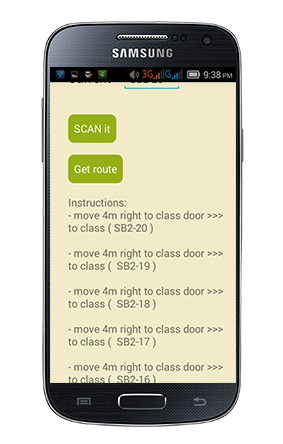 SAMSUNG
3G G 9:38 PM
SCAN it
Get route
Instructions:
- move 4m right to class door >>>
to class ( SB2-20 )
- move 4m right to class door >>>
to class ( SB2-19 )
- move 4m right to class door >>>
to class ( SB2-18 )
- move 4m right to class door >>>
to class ( SB2-17 )
- move 4m right to class door >>>
to class ( SB2-16 )